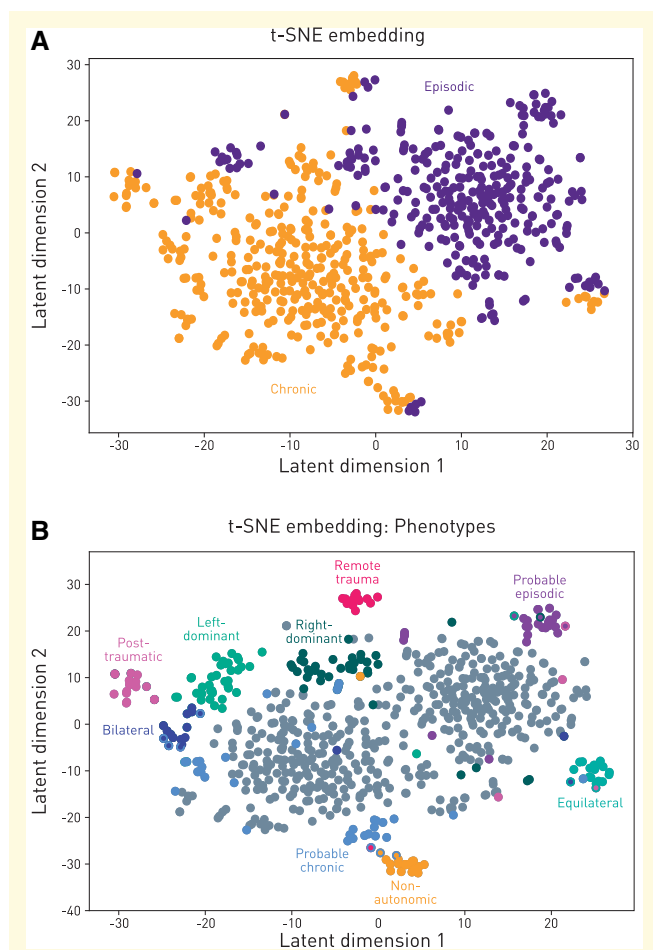 A
t-SNE embedding
30
20
10
0
-10
-20
-30
Latent dimension 2
Episodic
Chronic
-30
-20
-10
0
10
20
30
Latent dimension 1
B
t-SNE embedding: Phenotypes
30
20
10
0
-10
-20
-30
-40
Latent dimension 2
Remote
trauma
Probable
episodic
Left-
dominant
Right-
dominant
Post-
traumatic
Bilateral
Equilateral
Probable
chronic
Non-
autonomic
-30
-20
-10
0
10
20
Latent dimension 1